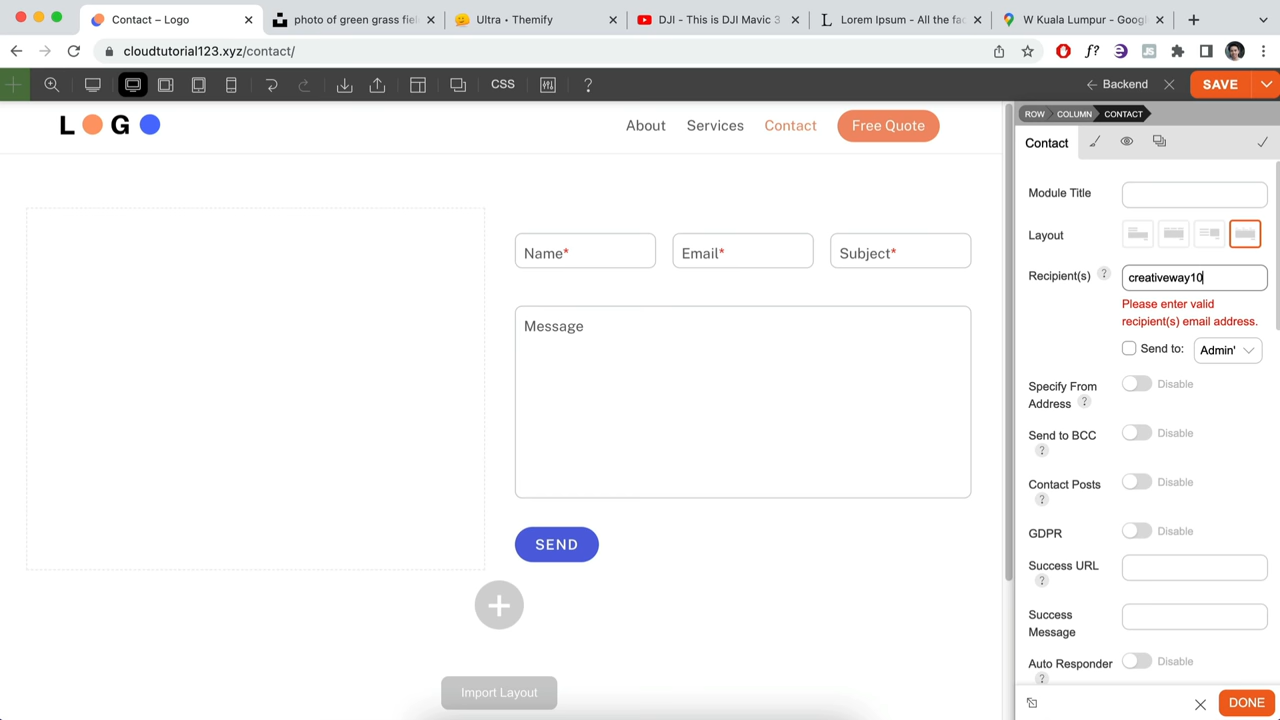 Contact – Logo
photo of green grass fiel
Ultra • Themify
DJI - This is DJI Mavic 3
Lorem Ipsum - All the fac
W Kuala Lumpur - Googl
cloudtutorial123.xyz/contact/
f?
JS
CSS
?
Backend
SAVE
ROW
COLUMN
CONTACT
LOGO
About
Services
Contact
Free Quote
Contact
Module Title
Layout
Name*
Email*
Subject*
Recipient(s) ?
creativeway10
Please enter valid
recipient(s) email address.
Message
Send to:
Admin'
Specify From
Address ?
Disable
Send to BCC
?
Disable
Contact Posts
?
Disable
GDPR
Disable
SEND
Success URL
?
Success
Message
Auto Responder
?
Disable
Import Layout
DONE